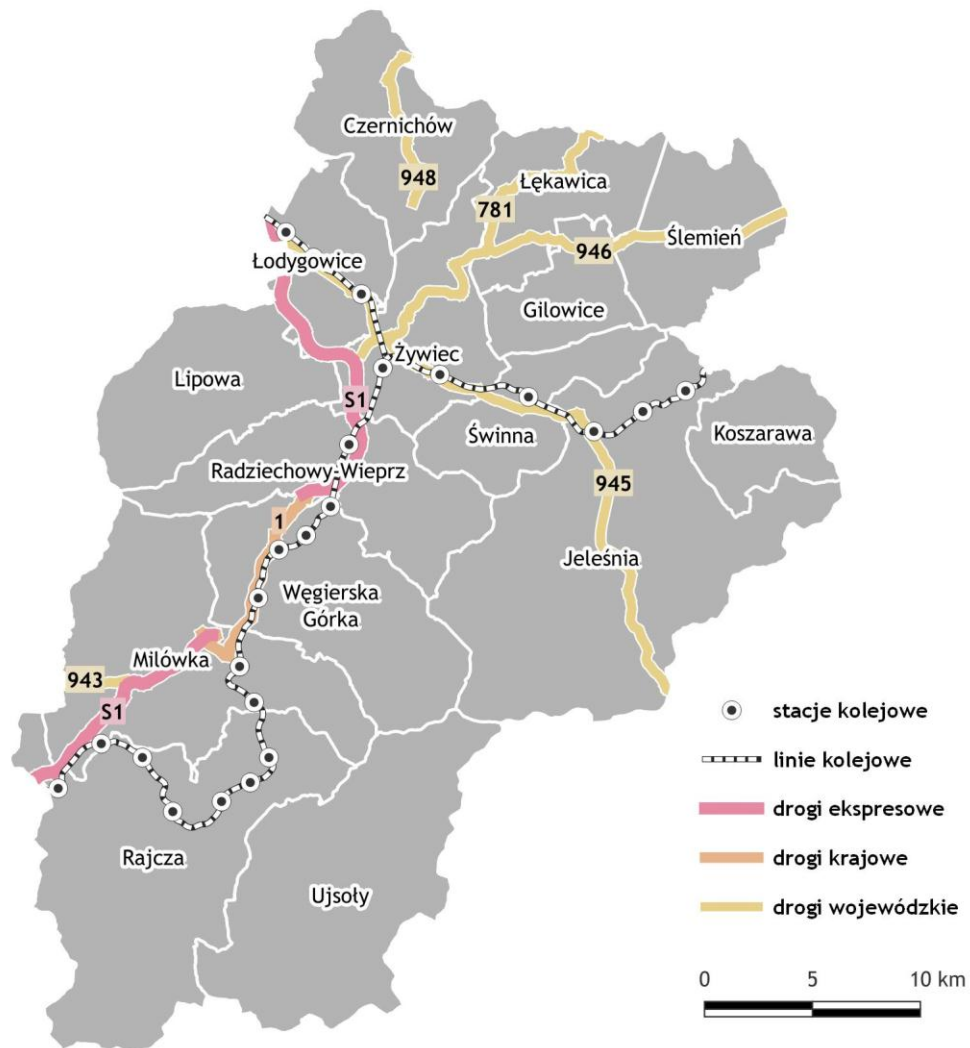 Czernichów
948
Łękawica
781
946
Ślemień
Łodygowice
Gilowice
Żywiec
Lipowa
S1
Świnna
Koszarawa
Radziechowy-Wieprz
945
1
Jeleśnia
Węgierska
Górka
Milówka
943
S1
Rajcza
Ujsoły
stacje kolejowe
linie kolejowe
drogi ekspresowe
drogi krajowe
drogi wojewódzkie
0 5 10 km